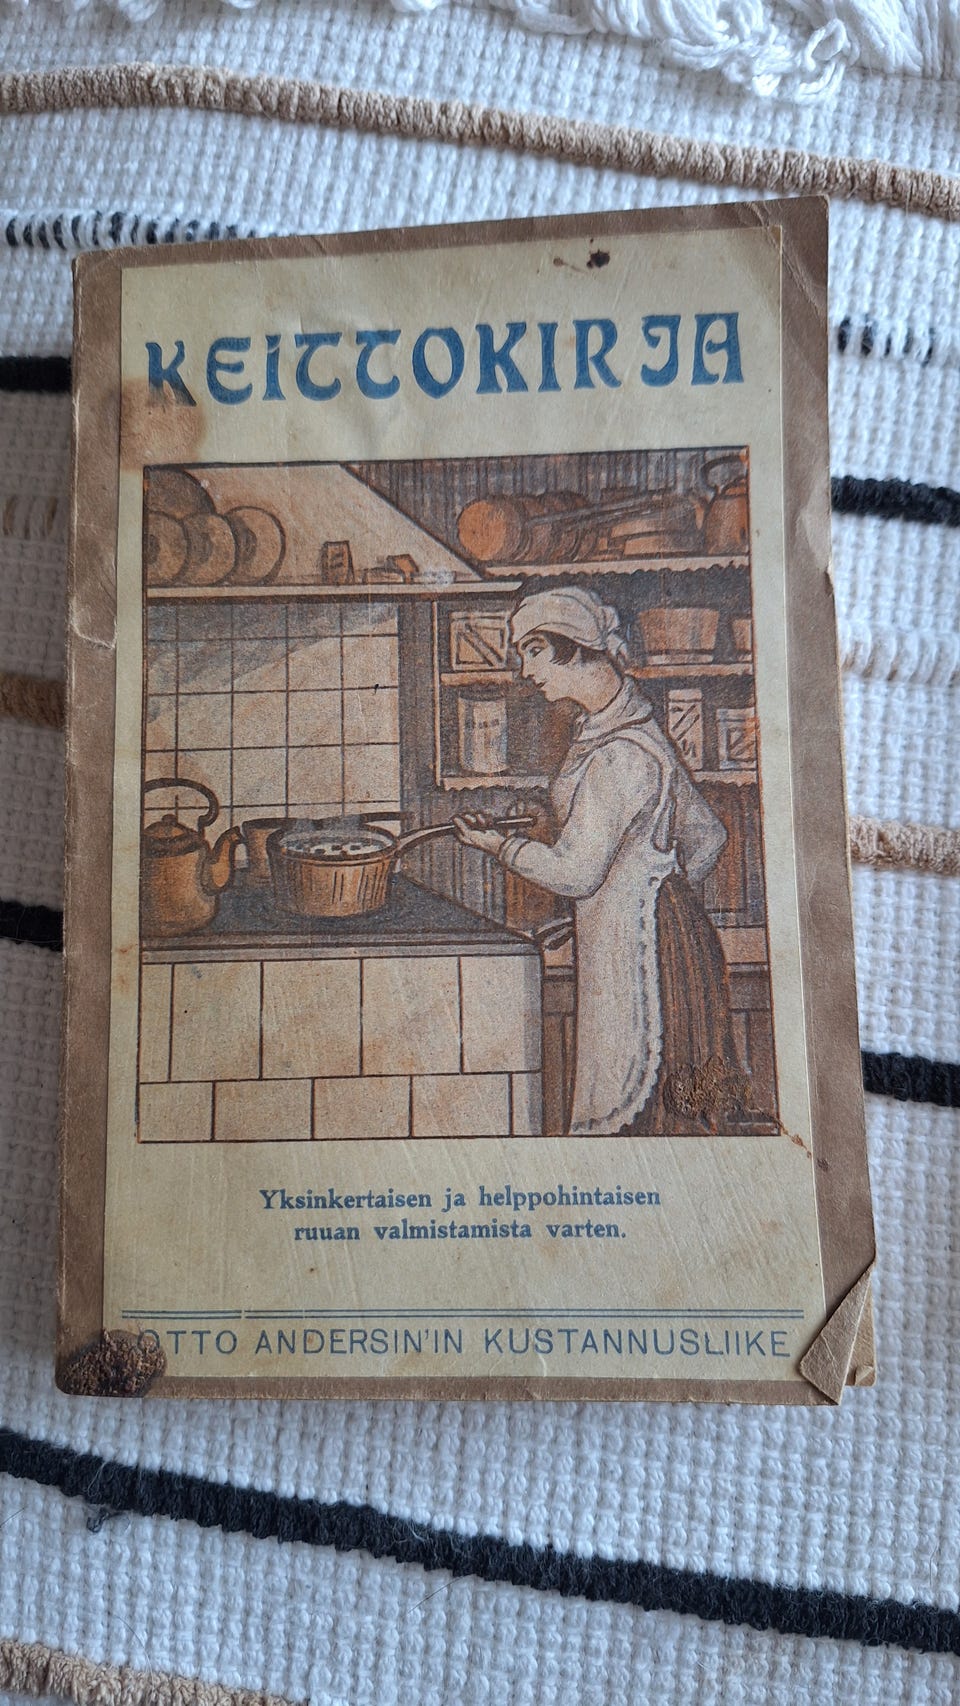 KEITTOKIRJA
Yksinkertaisen ja helppohintaisen
ruuan valmistamista varten.
OTTO ANDERSIN'IN KUSTANNUSLIIKE